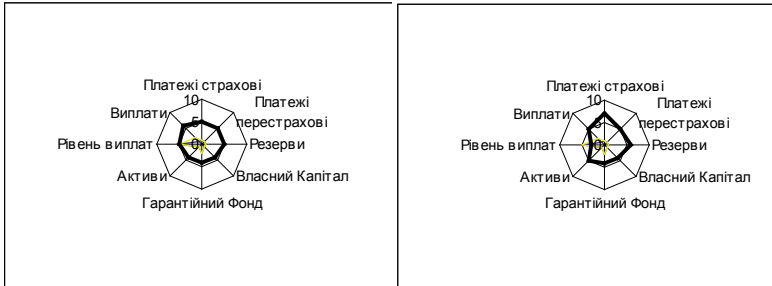 Платежі страхові
10
Платежі
перестрахові
Виплати
5
Рівень виплат
0
Резерви
Активи
Власний Капітал
Гарантійний Фонд
Платежі страхові
10
Платежі
перестрахові
Виплати
5
Рівень виплат
0
Резерви
Активи
Власний Капітал
Гарантійний Фонд